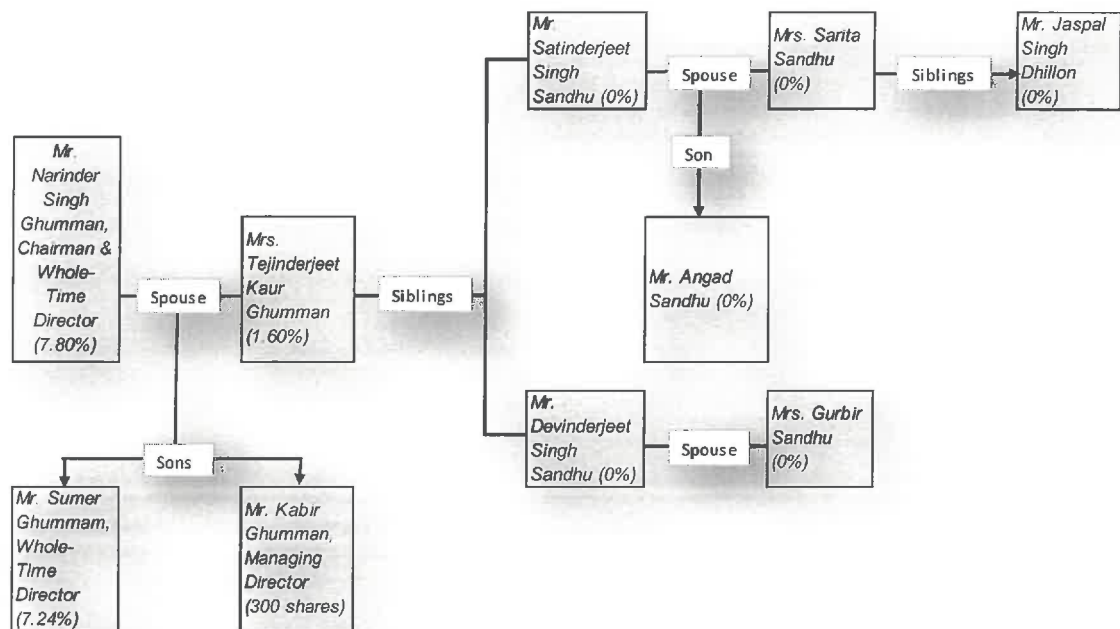 Mr.
Satinderjeet
Singh
Sandhu (0%)
Spouse
Mrs. Sarita
Sandhu
(0%)
Siblings
Mr. Jaspal
Singh
Dhillon
(0%)
Son
Mr. Angad
Sandhu (0%)
Mr.
Narinder
Singh
Ghumman,
Chairman &
Whole-
Time
Director
(7.80%)
Spouse
Mrs.
Tejinderjeet
Kaur
Ghumman
(1.60%)
Siblings
Mr.
Devinderjeet
Singh
Sandhu (0%)
Spouse
Mrs. Gurbir
Sandhu
(0%)
Sons
Mr. Sumer
Ghummam,
Whole-
Time
Director
(7.24%)
Mr. Kabir
Ghumman,
Managing
Director
(300 shares)